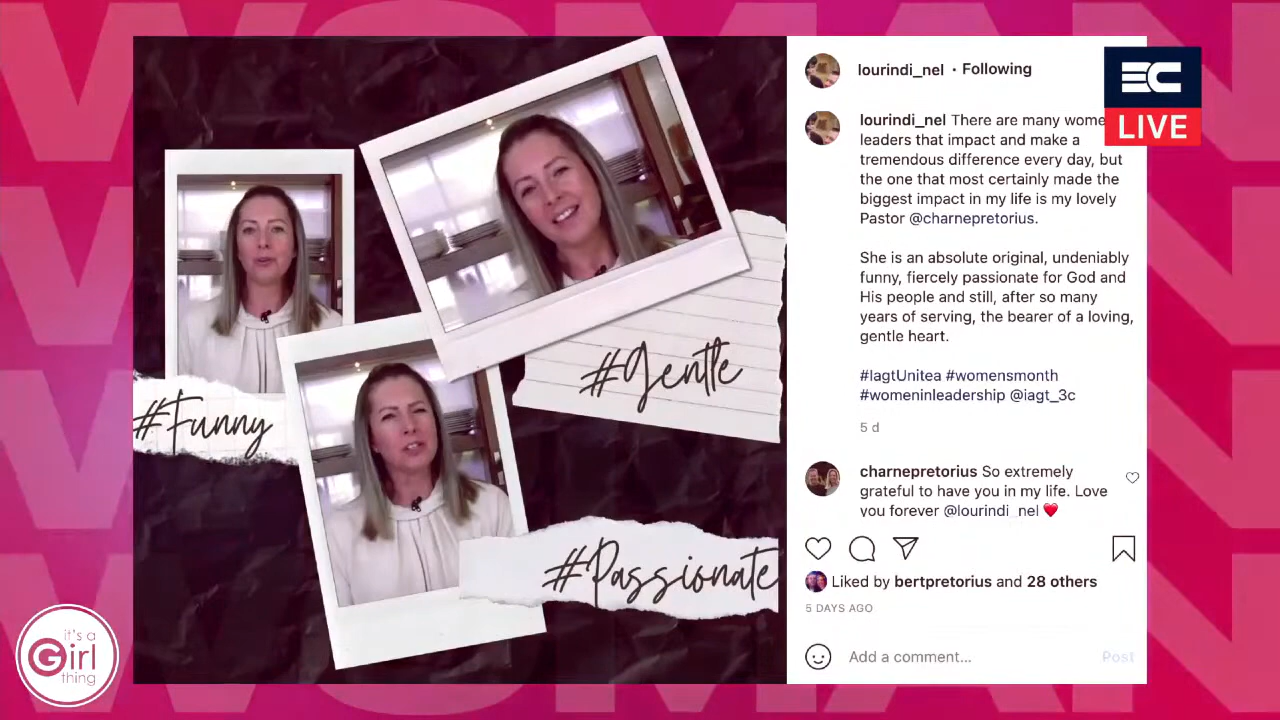 WOMAN
lourindi_nel • Following
EC
LIVE
lourindi_nel There are many wome
leaders that impact and make a
tremendous difference every day, but
the one that most certainly made the
biggest impact in my life is my lovely
Pastor @charnepretorius.
She is an absolute original, undeniably
funny, fiercely passionate for God and
His people and still, after so many
years of serving, the bearer of a loving,
gentle heart.
#IagtUnitea #womensmonth
#womeninleadership @iagt_3c
5 d
charnepretorius So extremely
grateful to have you in my life. Love
you forever @lourindi_nel ❤️
Liked by bertpretorius and 28 others
5 DAYS AGO
Add a comment...
Post
#Gentle
#Funny
#Passionate
it's a
Girl
thing